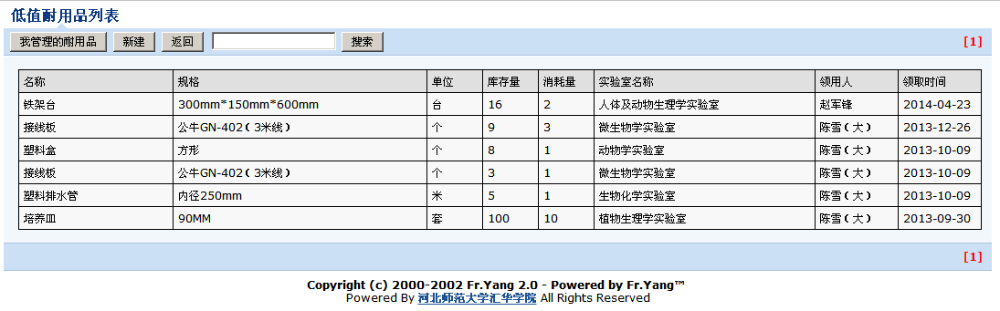 低值耐用品列表
我管理的耐用品 新建 返回 搜索 [1]
名称 规格 单位 库存量 消耗量 实验室名称 领用人 领取时间
铁架台 300mm*150mm*600mm 台 16 2 人体及动物生理学实验室 赵军锋 2014-04-23
接线板 公牛GN-402（3米线） 个 9 3 微生物学实验室 陈雪（大） 2013-12-26
塑料盒 方形 个 8 1 动物学实验室 陈雪（大） 2013-10-09
接线板 公牛GN-402（3米线） 个 3 1 微生物学实验室 陈雪（大） 2013-10-09
塑料排水管 内径250mm 米 5 1 生物化学实验室 陈雪（大） 2013-10-09
培养皿 90MM 套 100 10 植物生理学实验室 陈雪（大） 2013-09-30
[1]
Copyright (c) 2000-2002 Fr.Yang 2.0 - Powered by Fr.Yang™
Powered By 河北师范大学汇华学院 All Rights Reserved